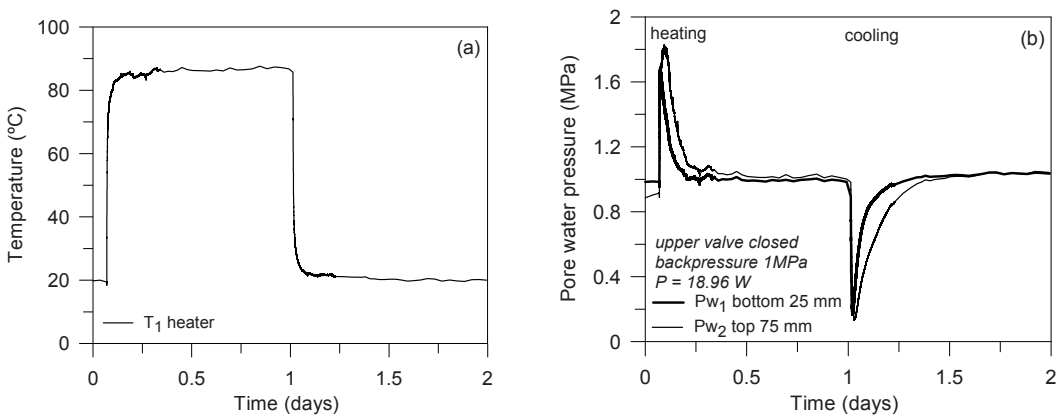 100
80
60
40
20
0
Temperature (ºC)
(a)
T1 heater
0 0.5 1 1.5 2
Time (days)
2
1.6
1.2
0.8
0.4
0
Pore water pressure (MPa)
heating cooling (b)
upper valve closed
backpressure 1MPa
P = 18.96 W
Pw1 bottom 25 mm
Pw2 top 75 mm
0 0.5 1 1.5 2
Time (days)